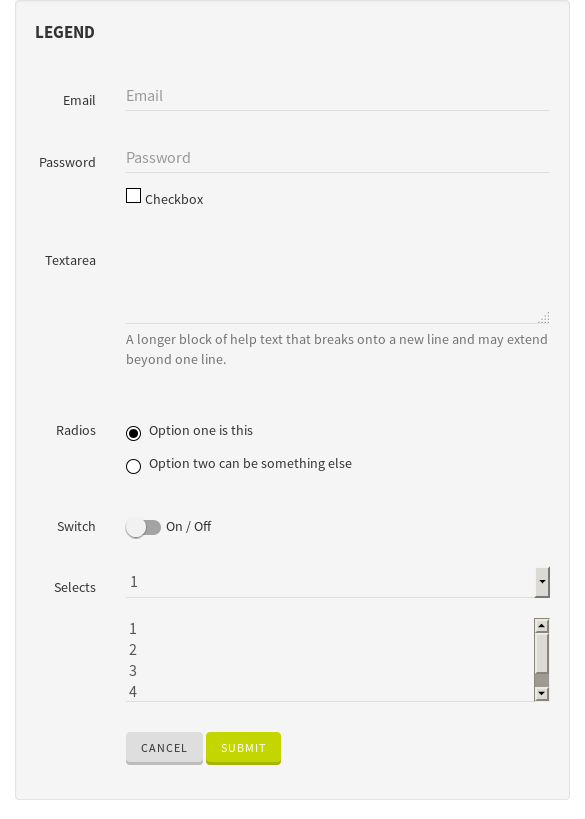 LEGEND
Email
Email
Password
Password
Checkbox
Textarea
A longer block of help text that breaks onto a new line and may extend
beyond one line.
Radios
Option one is this
Option two can be something else
Switch
On / Off
Selects
1
1
2
3
4
CANCEL
SUBMIT